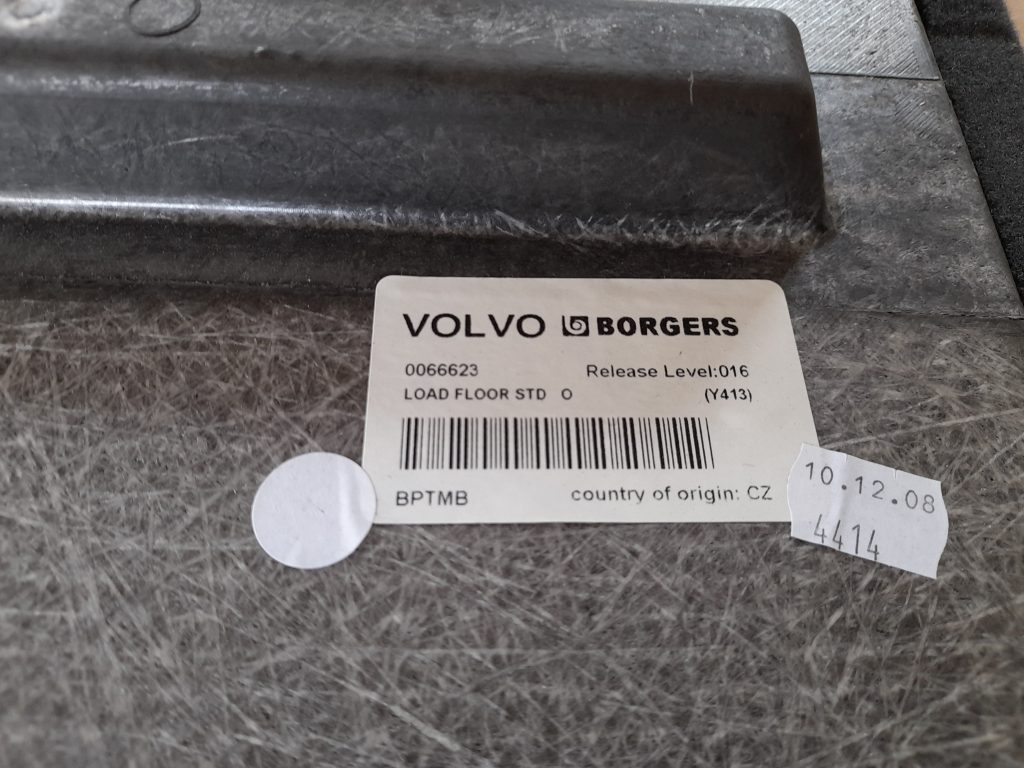 VOLVO BORGERS
0066623 Release Level:016
LOAD FLOOR STD O (Y413)
BPTMB country of origin: CZ
10.12.08
4414